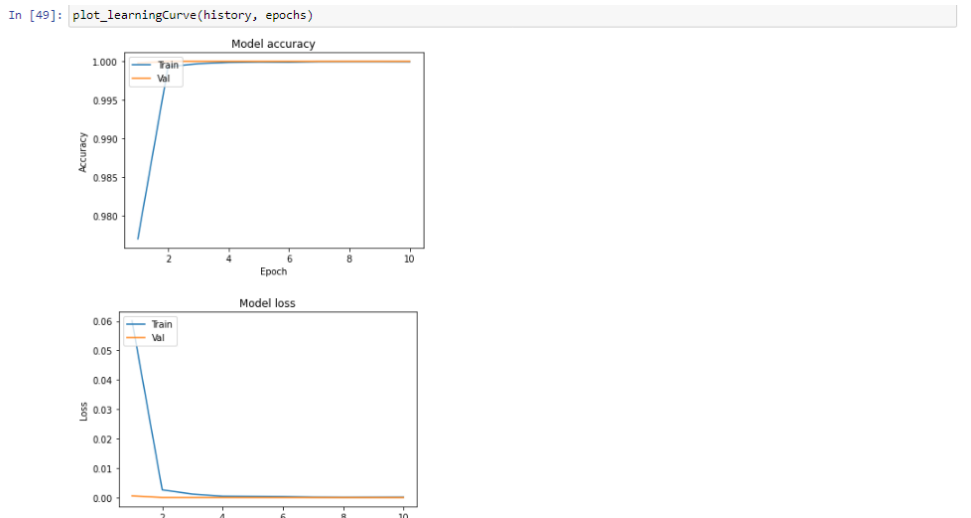 In [49]: plot_learningCurve(history, epochs)
Model accuracy
1.000
0.995
0.990
0.985
0.980
Accuracy
Train
Val
2 4 6 8 10
Epoch
Model loss
0.06
0.05
0.04
0.03
0.02
0.01
0.00
Loss
Train
Val
2 4 6 8 10